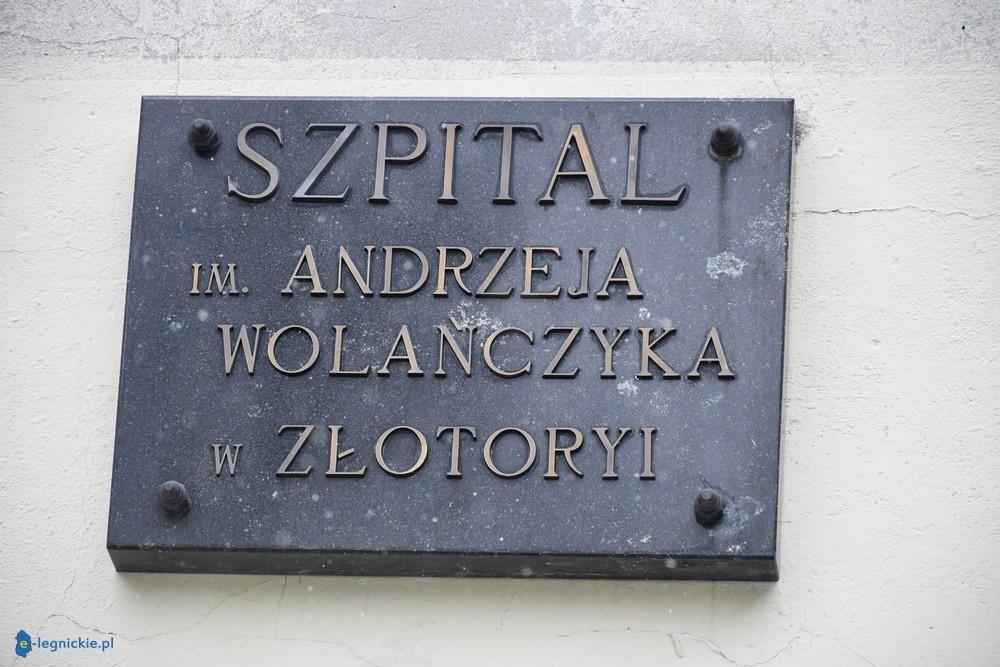 SZPITAL
IM. ANDRZEJA
WOLAŃCZYKA
W ZŁOTORYI
e-legnickie.pl